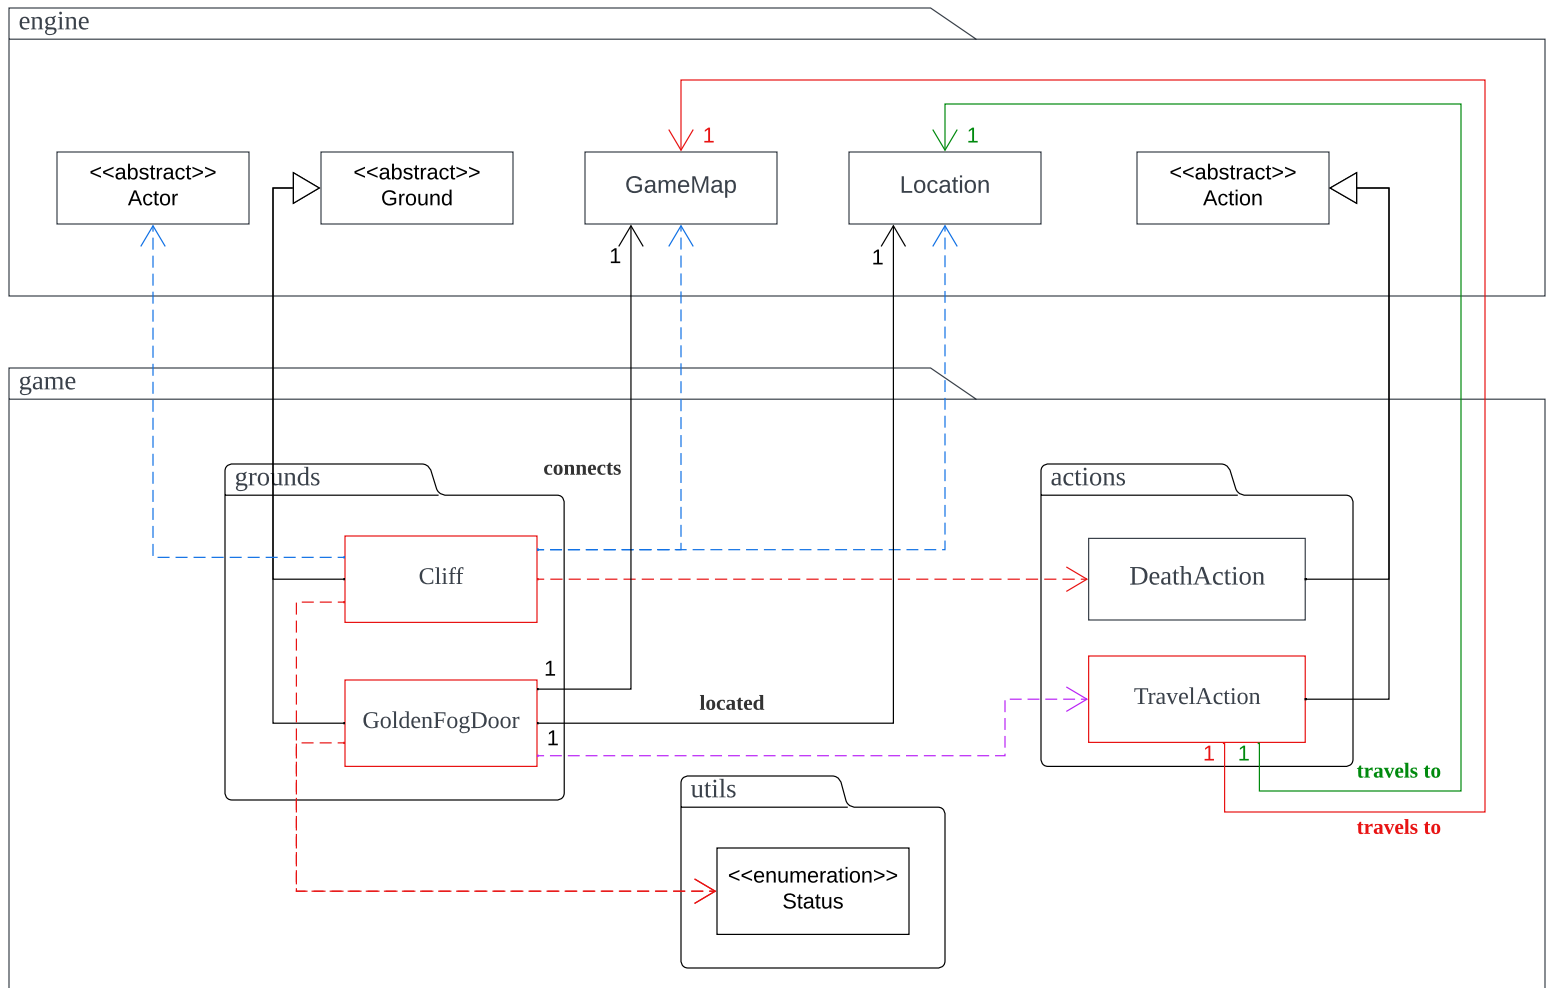 engine
1
1
<<abstract>>
Actor
<<abstract>>
Ground
GameMap
Location
<<abstract>>
Action
1
1
game
connects
grounds
actions
Cliff
DeathAction
1
located
TravelAction
GoldenFogDoor
1
1
1
travels to
utils
travels to
<<enumeration>>
Status